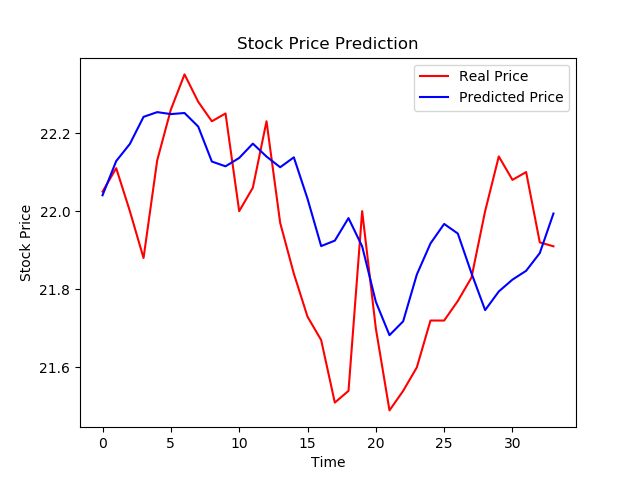 Stock Price Prediction
Real Price
Predicted Price
22.2
22.0
21.8
21.6
Stock Price
0 5 10 15 20 25 30
Time